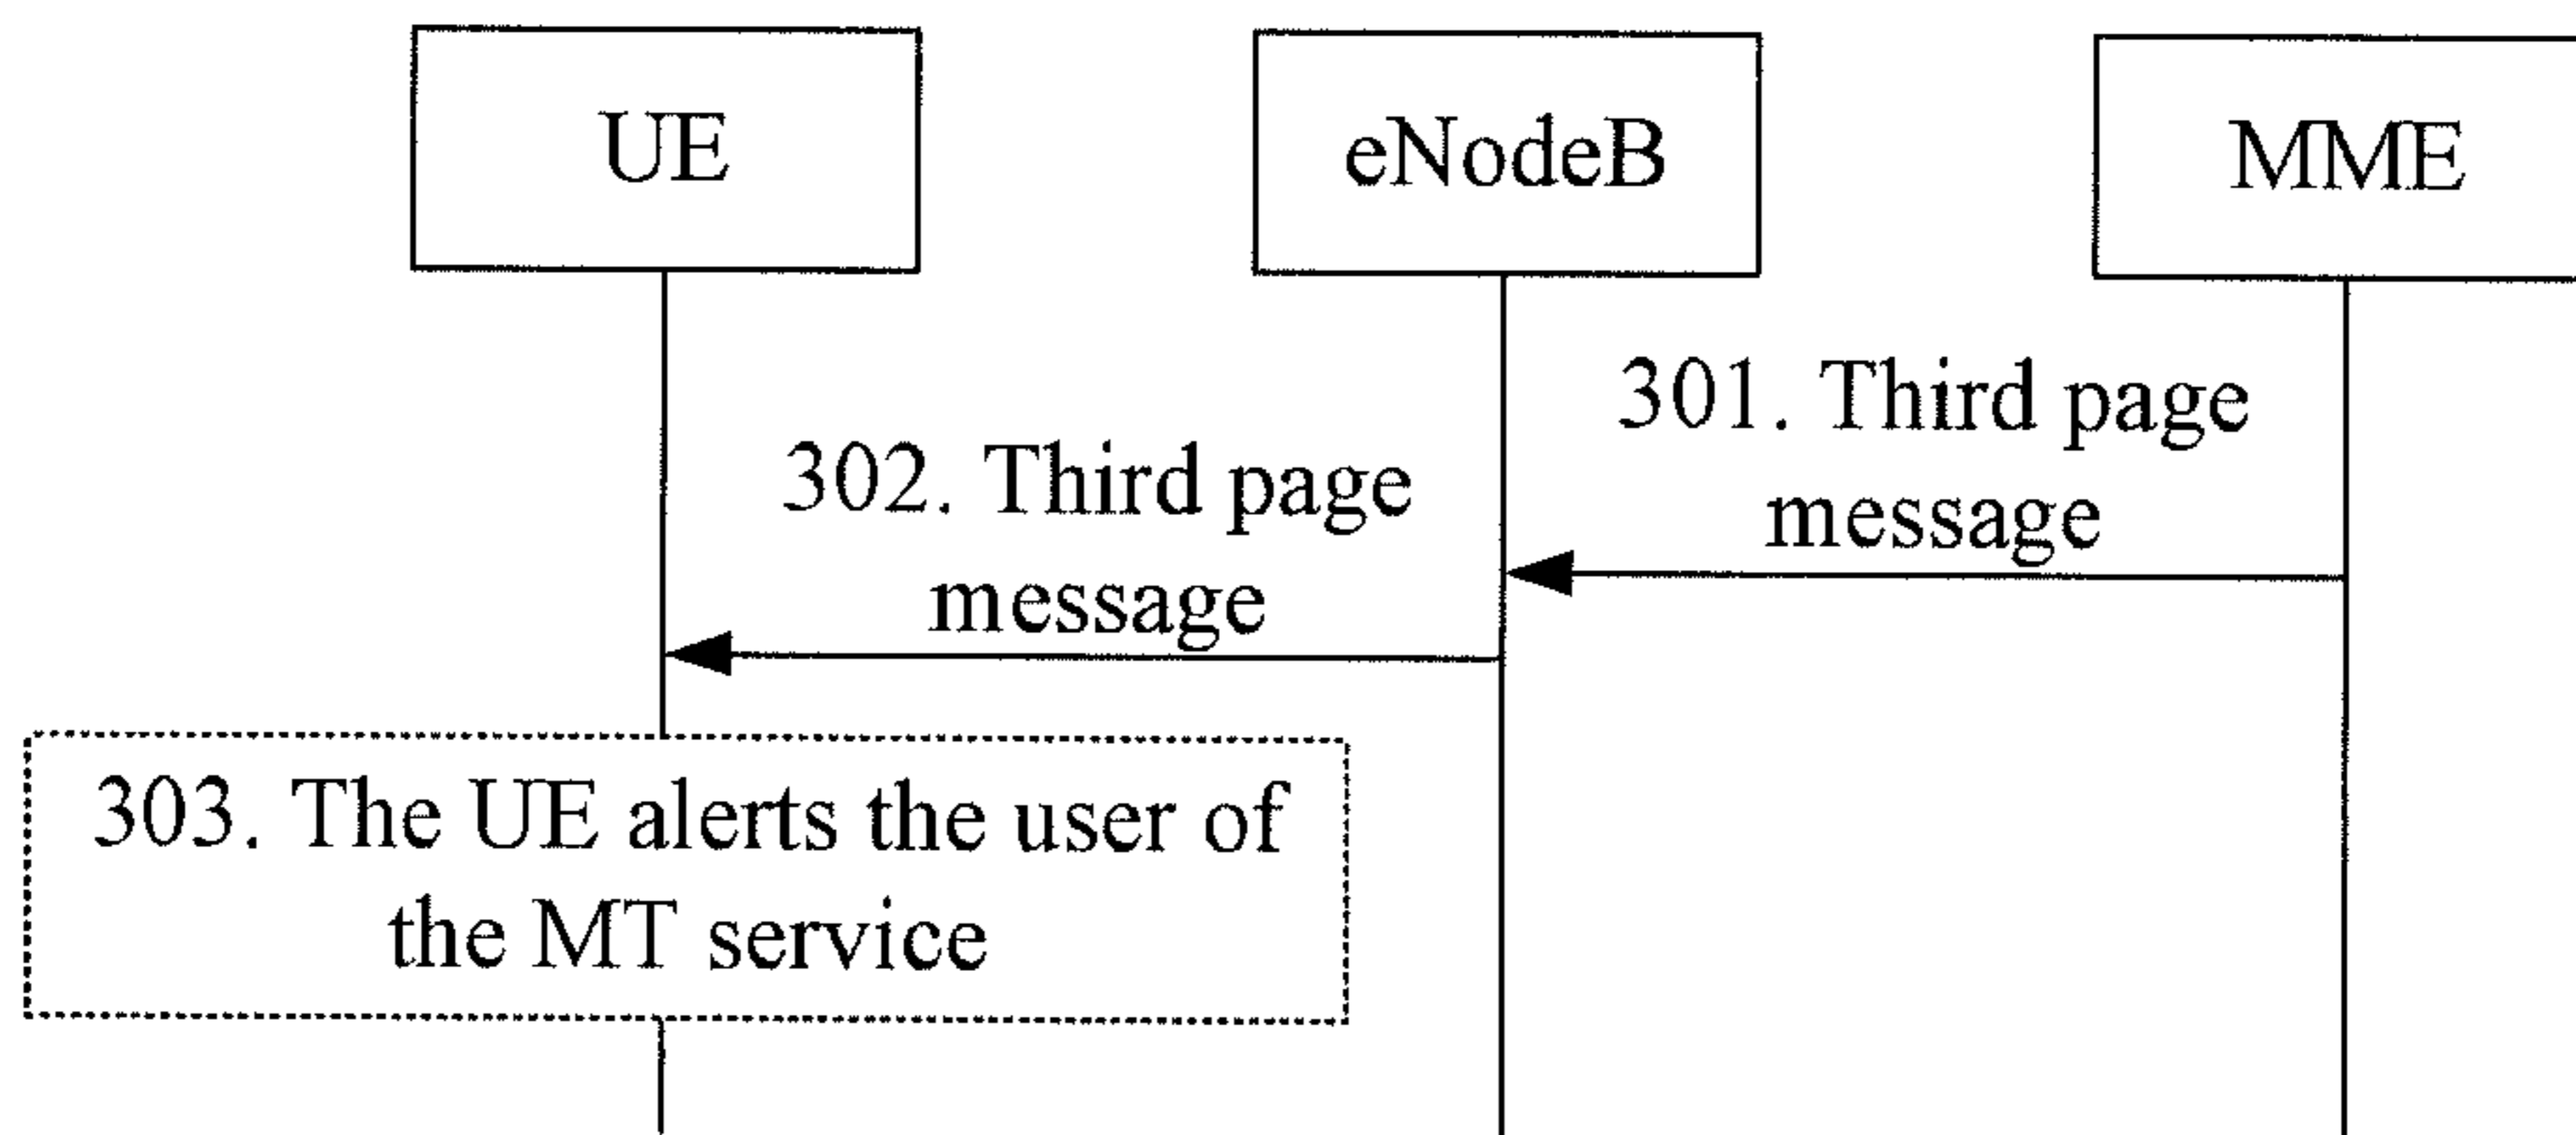 UE
eNodeB
MME
301. Third page
message
302. Third page
message
303. The UE alerts the user of
the MT service